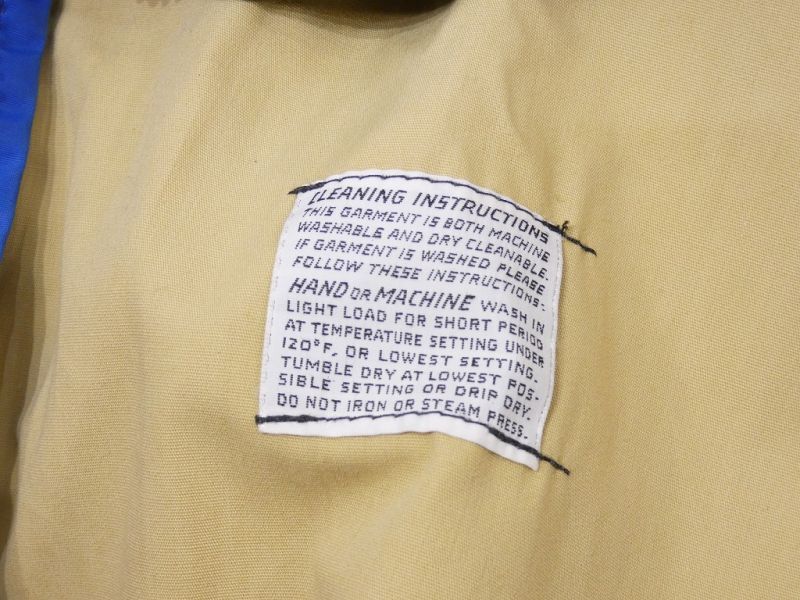 CLEANING INSTRUCTIONS
THIS GARMENT IS BOTH MACHINE
WASHABLE AND DRY CLEANABLE.
IF GARMENT IS WASHED PLEASE
FOLLOW THESE INSTRUCTIONS:
HAND OR MACHINE WASH IN
LIGHT LOAD FOR SHORT PERIOD
AT TEMPERATURE SETTING UNDER
120°F, OR LOWEST SETTING.
TUMBLE DRY AT LOWEST POS-
SIBLE SETTING OR DRIP DRY.
DO NOT IRON OR STEAM PRESS.